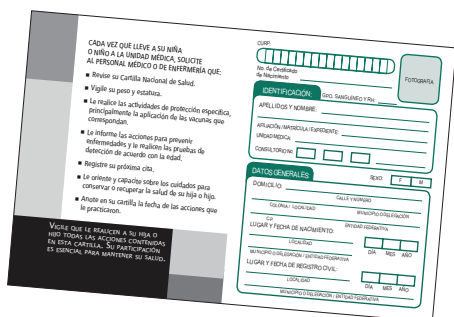 CADA VEZ QUE LLEVE A SU NIÑA
O NIÑO A LA UNIDAD MÉDICA, SOLICITE
AL PERSONAL MÉDICO O DE ENFERMERÍA QUE:
■ Revise su Cartilla Nacional de Salud.
■ Vigile su peso y estatura.
■ Le realice las actividades de protección específica,
principalmente la aplicación de las vacunas que
correspondan.
■ Le informe las acciones para prevenir
enfermedades y le realicen las pruebas de
detección de acuerdo con la edad.
■ Registre su próxima cita.
■ Le oriente y capacite sobre los cuidados para
conservar o recuperar la salud de su hija o hijo.
■ Anote en su cartilla la fecha de las acciones que
le practicaron.
VIGILE QUE LE REALICEN A SU HIJA O
HIJO TODAS LAS ACCIONES CONTENIDAS
EN ESTA CARTILLA. SU PARTICIPACIÓN
ES ESENCIAL PARA MANTENER SU SALUD.
CURP:
No. de Certificado
de Nacimiento
FOTOGRAFÍA
IDENTIFICACIÓN: GPO. SANGUÍNEO Y RH:
APELLIDOS Y NOMBRE:
AFILIACIÓN / MATRÍCULA / EXPEDIENTE:
UNIDAD MÉDICA:
CONSULTORIO No
DATOS GENERALES SEXO: F M
DOMICILIO:
CALLE Y NÚMERO
COLONIA / LOCALIDAD MUNICIPIO O DELEGACIÓN
C.P. ENTIDAD FEDERATIVA
LUGAR Y FECHA DE NACIMIENTO:
LOCALIDAD DÍA MES AÑO
MUNICIPIO O DELEGACIÓN / ENTIDAD FEDERATIVA
LUGAR Y FECHA DE REGISTRO CIVIL:
LOCALIDAD DÍA MES AÑO
MUNICIPIO O DELEGACIÓN / ENTIDAD FEDERATIVA